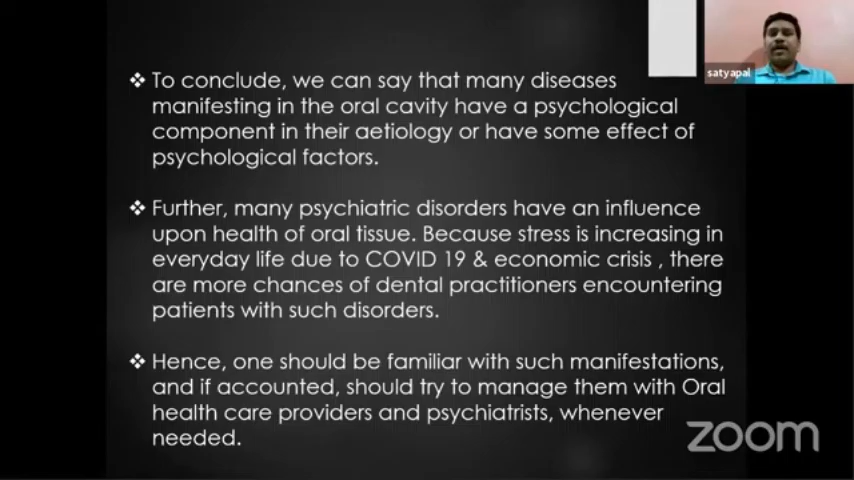 satyapal
❖ To conclude, we can say that many diseases
manifesting in the oral cavity have a psychological
component in their aetiology or have some effect of
psychological factors.
❖ Further, many psychiatric disorders have an influence
upon health of oral tissue. Because stress is increasing in
everyday life due to COVID 19 & economic crisis , there
are more chances of dental practitioners encountering
patients with such disorders.
❖ Hence, one should be familiar with such manifestations,
and if accounted, should try to manage them with Oral
health care providers and psychiatrists, whenever
needed.
zoom